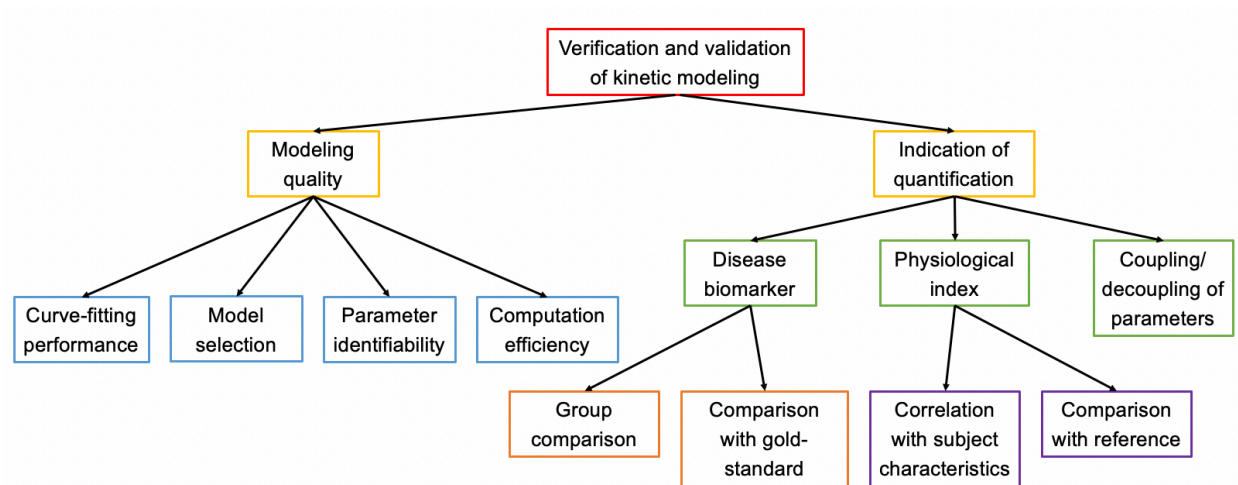 Verification and validation
of kinetic modeling
Modeling
quality
Indication of
quantification
Disease
biomarker
Physiological
index
Coupling/
decoupling of
parameters
Curve-fitting
performance
Model
selection
Parameter
identifiability
Computation
efficiency
Group
comparison
Comparison
with gold-
standard
Correlation
with subject
characteristics
Comparison
with reference